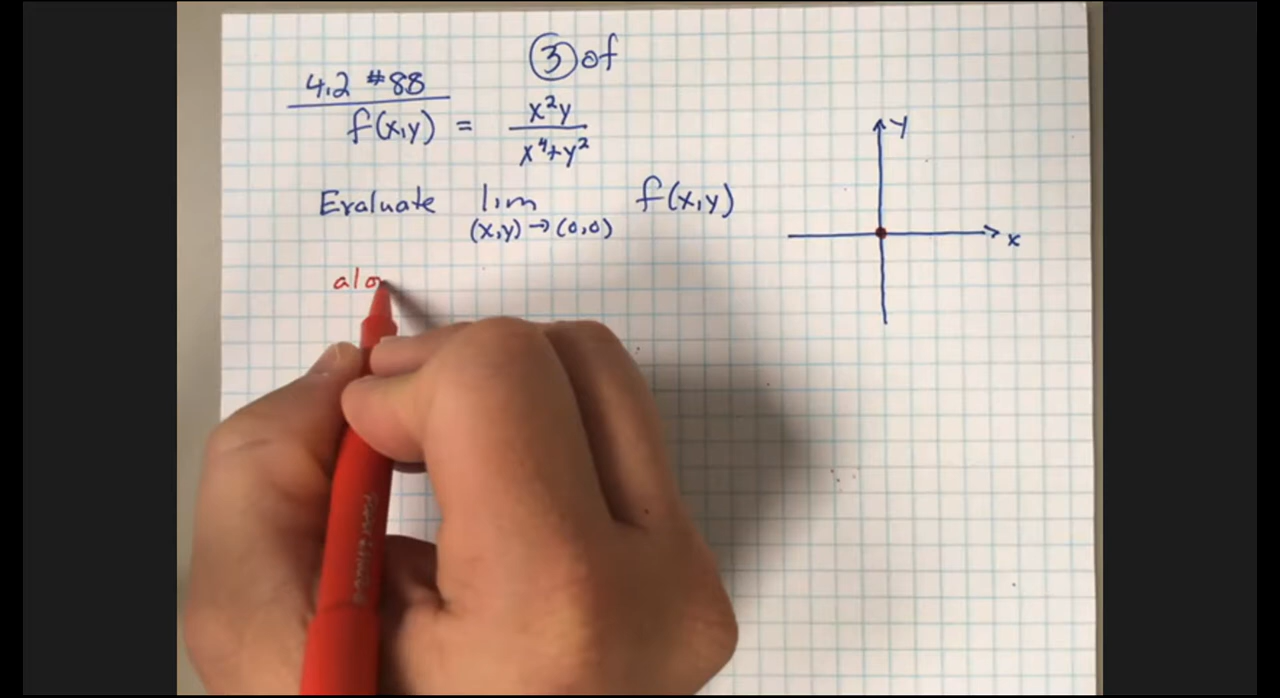 ③ of
4.2 #88
f(x,y) = x²y / x⁴+y²
Evaluate lim (x,y)→(0,0) f(x,y)
y
x
alo